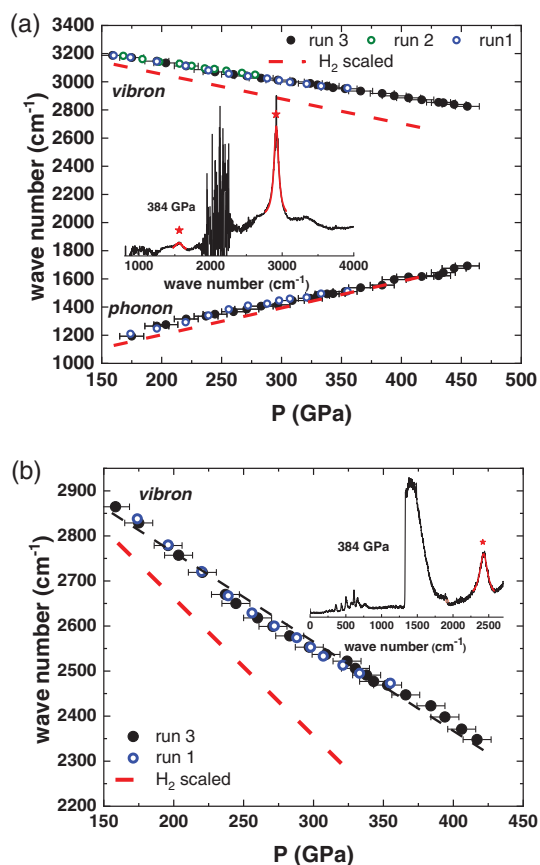 (a)
run 3 run 2 run1
H₂ scaled
vibron
384 GPa
1000 2000 3000 4000
wave number (cm⁻¹)
phonon
3400
3200
3000
2800
2600
2400
2200
2000
1800
1600
1400
1200
1000
wave number (cm⁻¹)
150 200 250 300 350 400 450 500
P (GPa)
(b)
vibron
384 GPa
0 500 1000 1500 2000 2500
wave number (cm⁻¹)
2900
2800
2700
2600
2500
2400
2300
2200
wave number (cm⁻¹)
run 3
run 1
H₂ scaled
150 200 250 300 350 400 450
P (GPa)